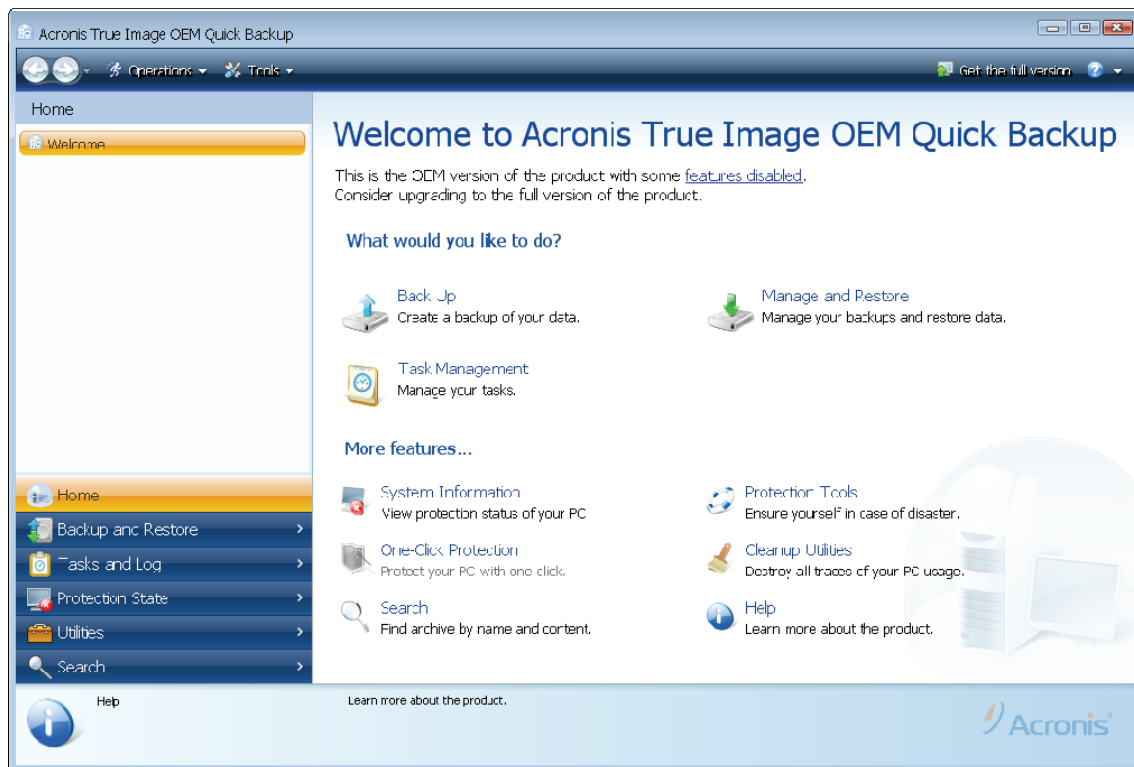 Acronis True Image OEM Quick Backup
Operations
Tools
Get the full version
Home
Welcome
Welcome to Acronis True Image OEM Quick Backup
This is the OEM version of the product with some features disabled.
Consider upgrading to the full version of the product.
What would you like to do?
Back Up
Create a backup of your data.
Manage and Restore
Manage your backups and restore data.
Task Management
Manage your tasks.
More features...
System Information
View protection status of your PC
Protection Tools
Ensure yourself in case of disaster.
One-Click Protection
Protect your PC with one click.
Cleanup Utilities
Destroy all traces of your PC usage.
Search
Find archive by name and content.
Help
Learn more about the product.
Home
Backup and Restore
Tasks and Log
Protection State
Utilities
Search
Help
Learn more about the product.
Acronis